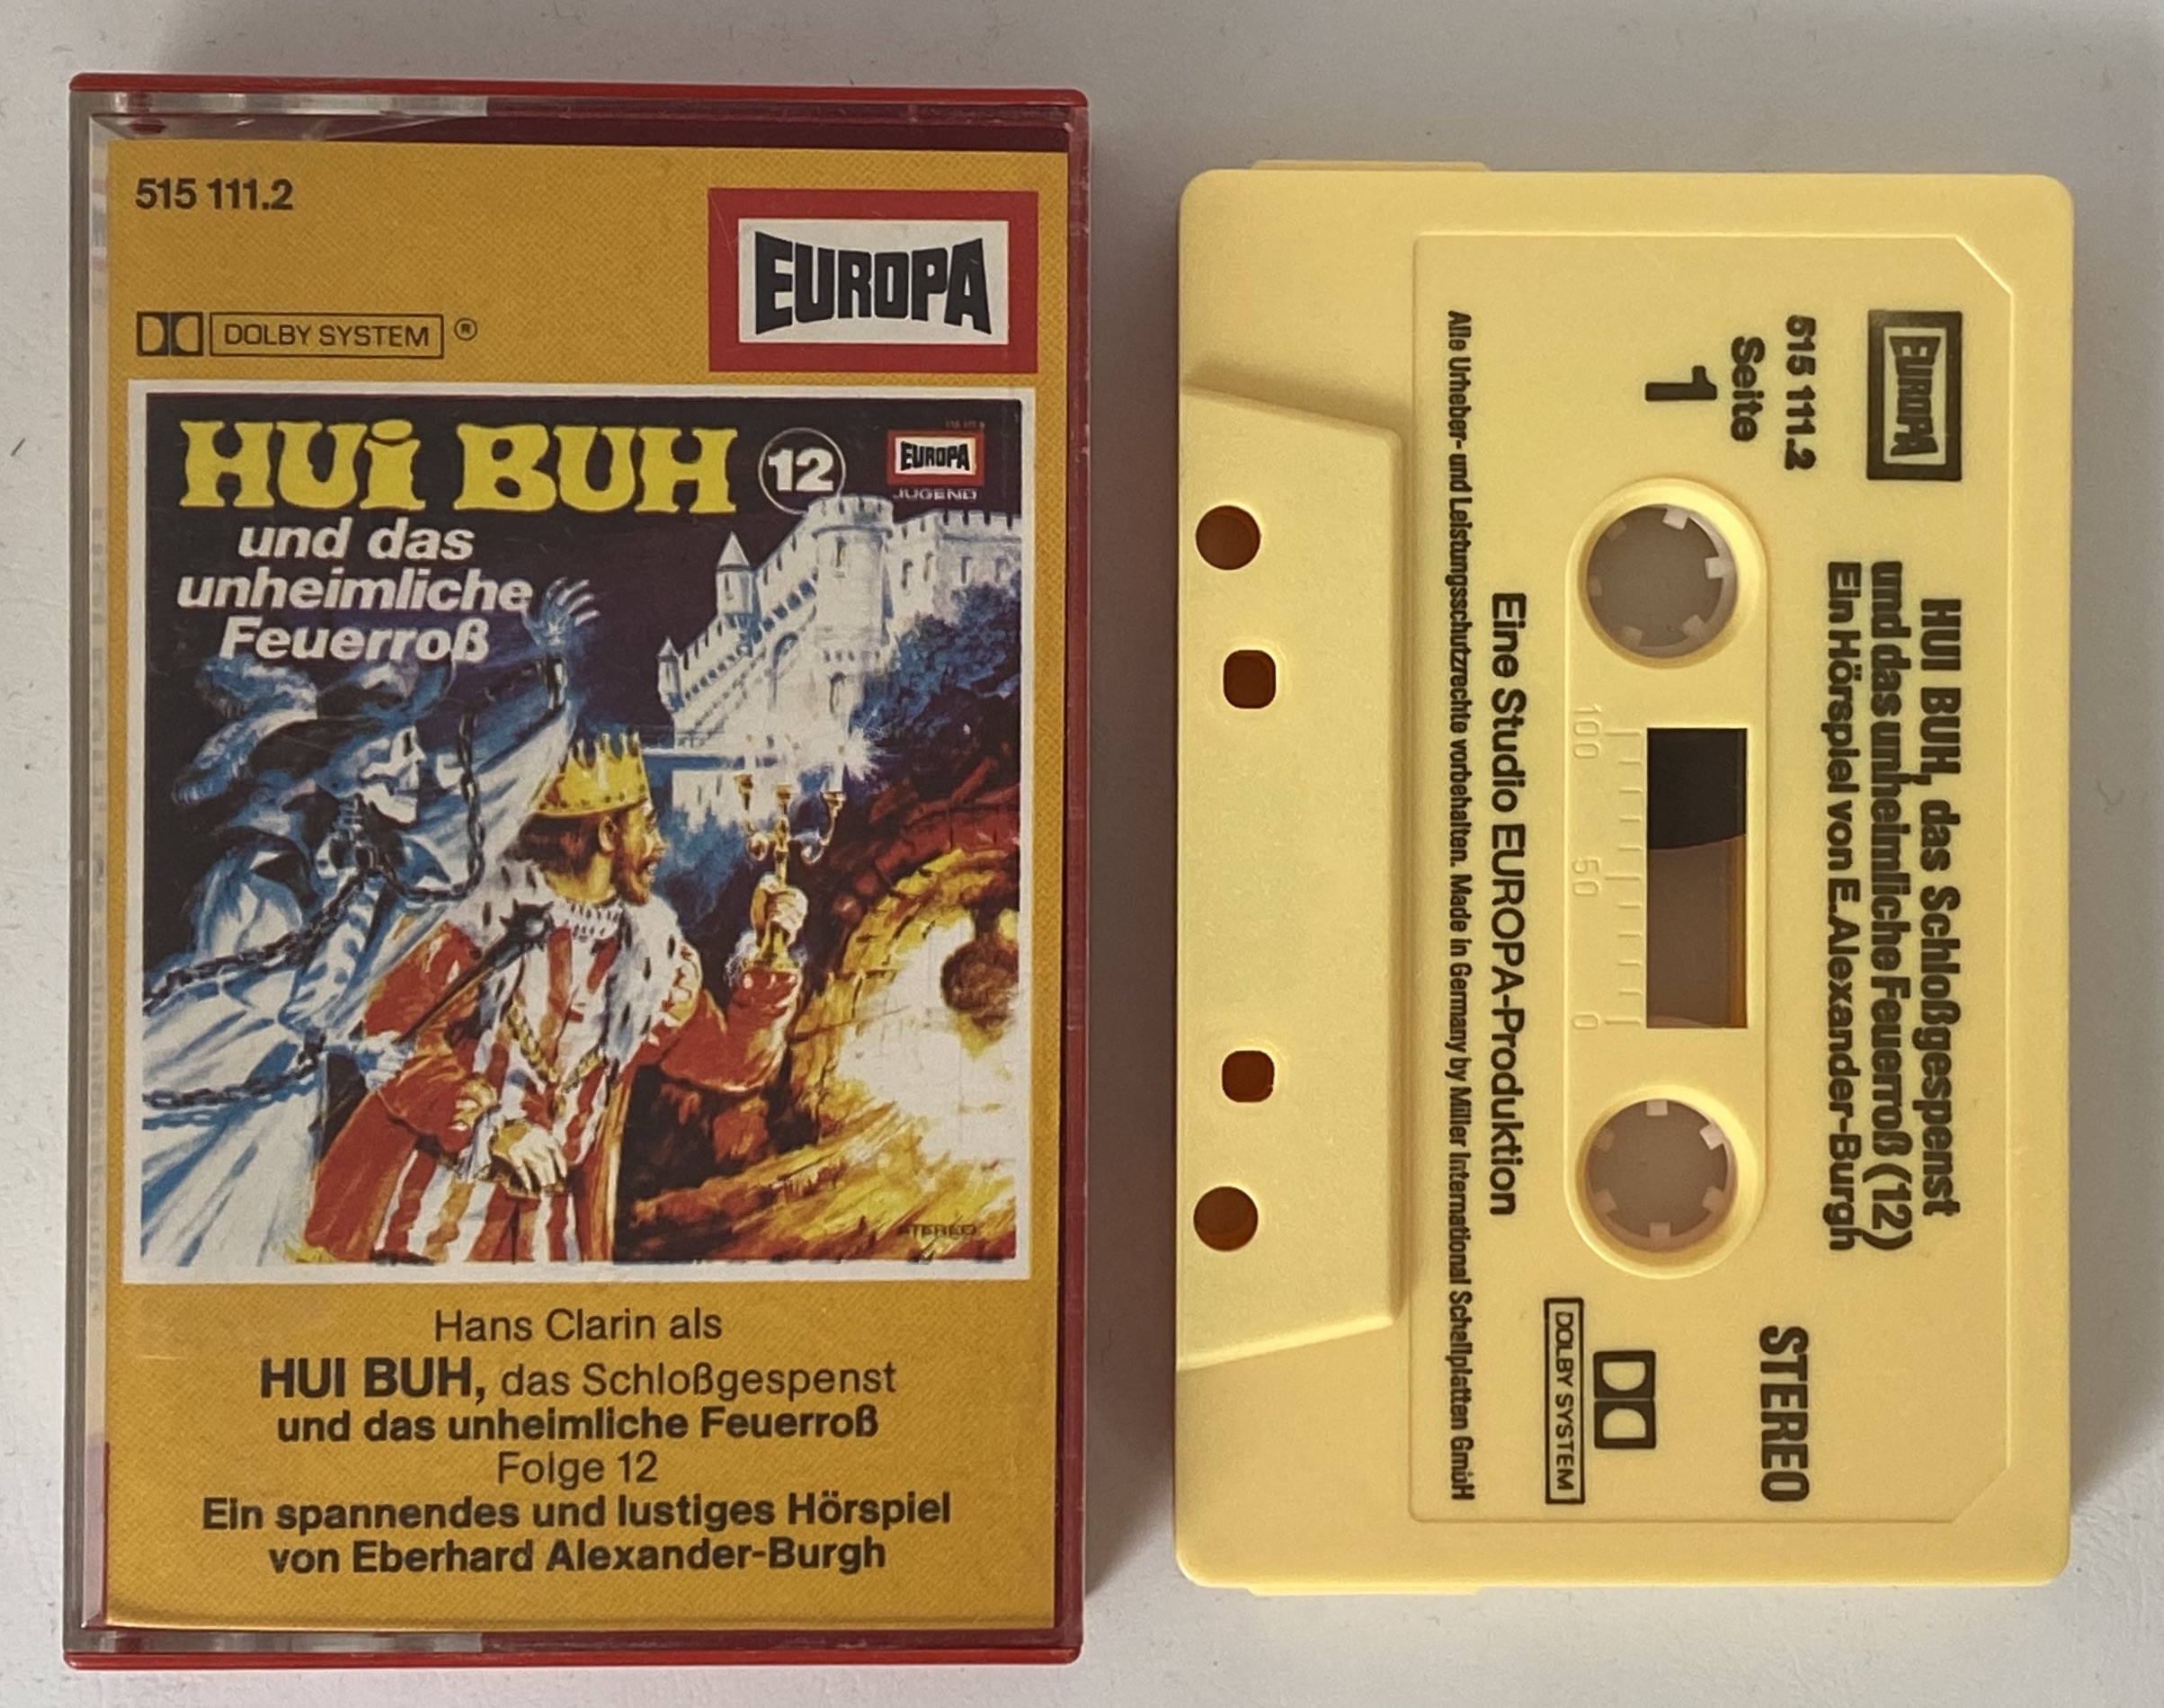 515 111.2
EUROPA
DOLBY SYSTEM ®
HUi BUH 12
EUROPA
JUGEND
und das
unheimliche
Feuerroß
STEREO
Hans Clarin als
HUI BUH, das Schloßgespenst
und das unheimliche Feuerroß
Folge 12
Ein spannendes und lustiges Hörspiel
von Eberhard Alexander-Burgh
EUROPA
515 111.2
Seite
1
HUI BUH, das Schloßgespenst
und das unheimliche Feuerroß (12)
Ein Hörspiel von E. Alexander-Burgh
STEREO
DOLBY SYSTEM
100 50 0
Eine Studio EUROPA-Produktion
Alle Urheber- und Leistungsschutzrechte vorbehalten. Made in Germany by Miller International Schallplatten GmbH